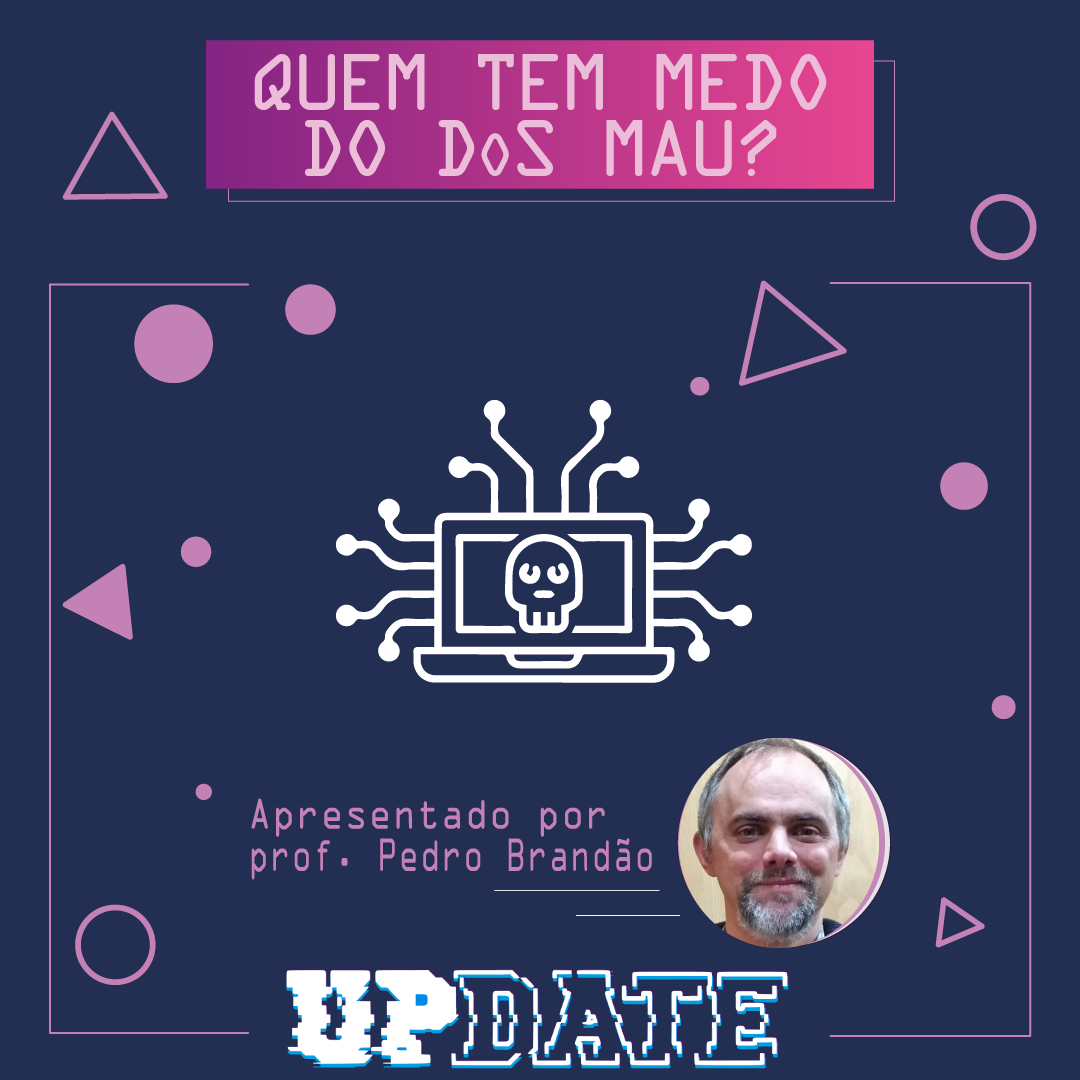 QUEM TEM MEDO
DO DoS MAU?
Apresentado por
prof. Pedro Brandão
UPDATE